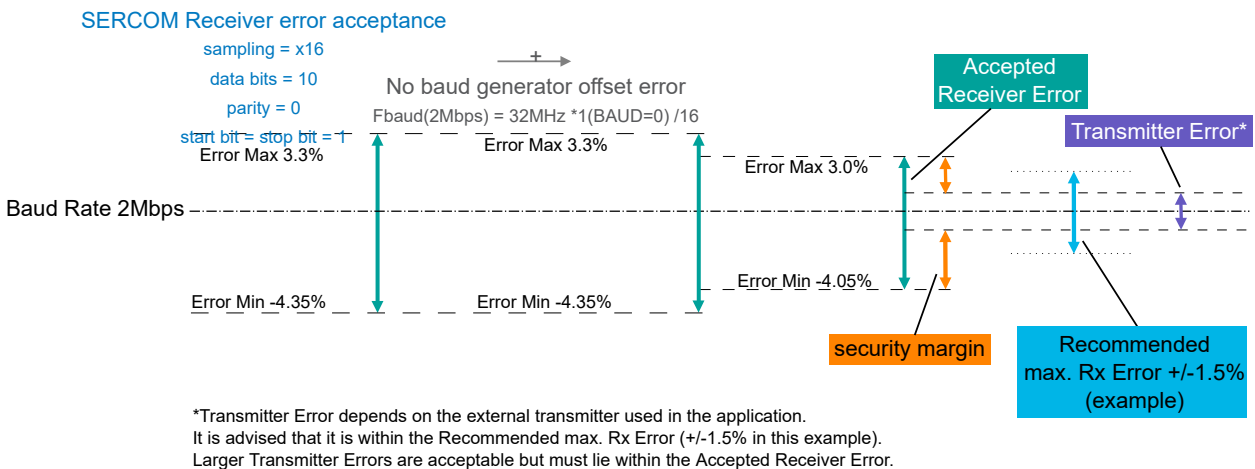 SERCOM Receiver error acceptance
sampling = x16
data bits = 10
parity = 0
start bit = stop bit = 1
+
No baud generator offset error
Fbaud(2Mbps) = 32MHz *1(BAUD=0) /16
Error Max 3.3%
Error Max 3.3%
Error Max 3.0%
Accepted
Receiver Error
Transmitter Error*
Baud Rate 2Mbps
Error Min -4.35%
Error Min -4.35%
Error Min -4.05%
security margin
Recommended
max. Rx Error +/-1.5%
(example)
*Transmitter Error depends on the external transmitter used in the application.
It is advised that it is within the Recommended max. Rx Error (+/-1.5% in this example).
Larger Transmitter Errors are acceptable but must lie within the Accepted Receiver Error.